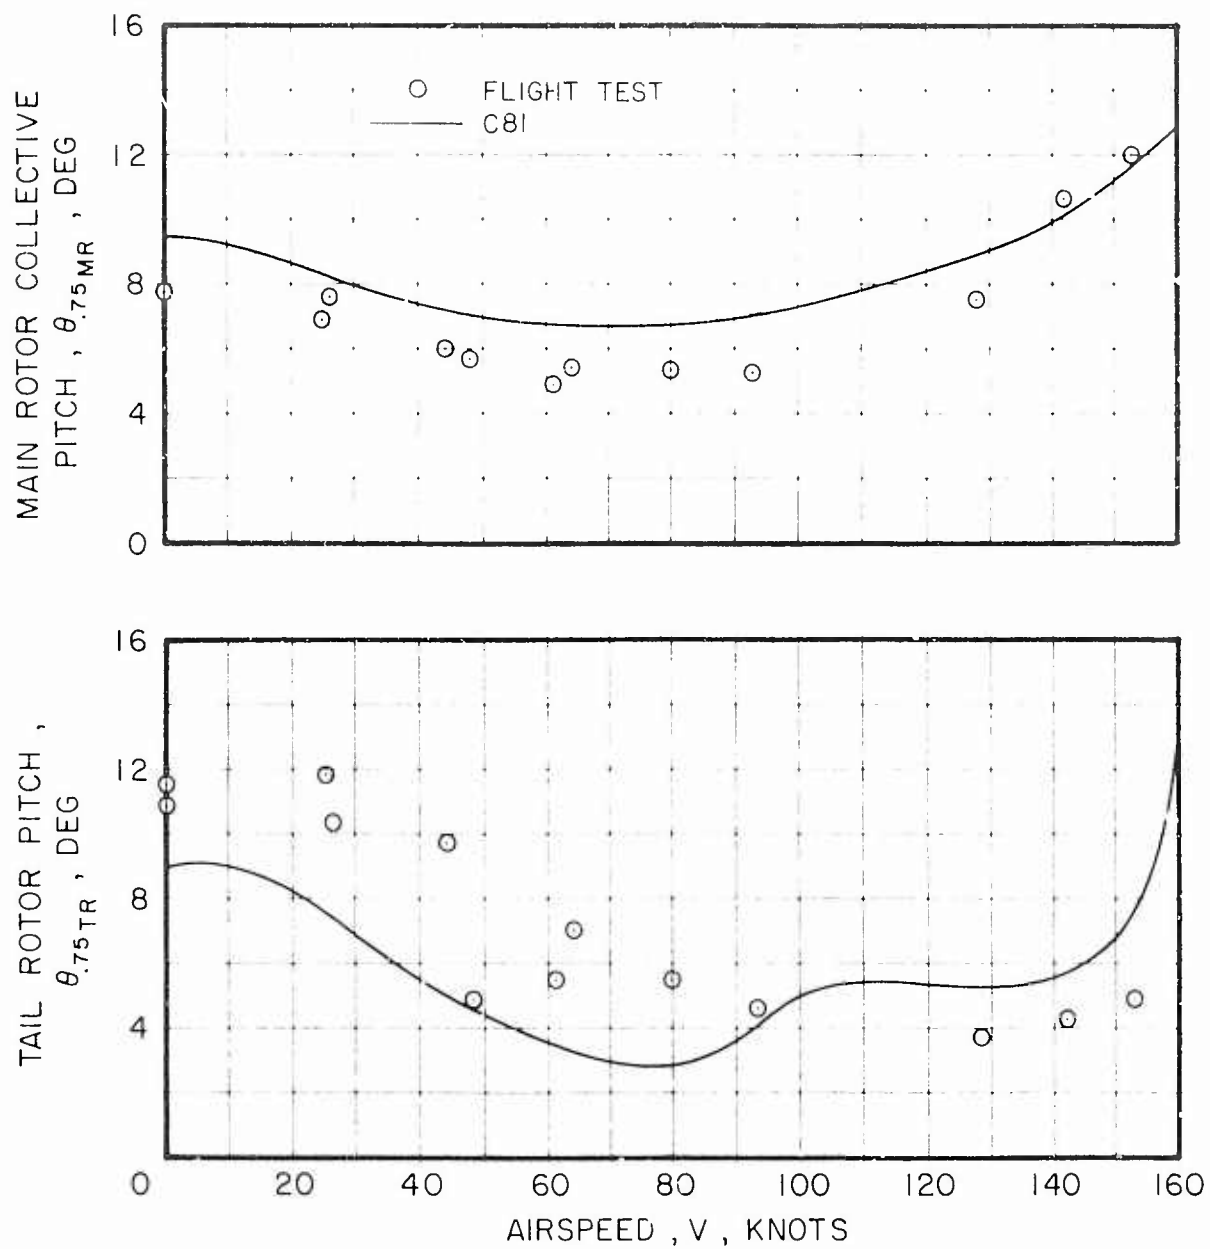 16
12
8
4
0
MAIN ROTOR COLLECTIVE
PITCH , θ.75MR , DEG
FLIGHT TEST
C81
16
12
8
4
0
TAIL ROTOR PITCH ,
θ.75TR , DEG
20 40 60 80 100 120 140 160
AIRSPEED , V , KNOTS